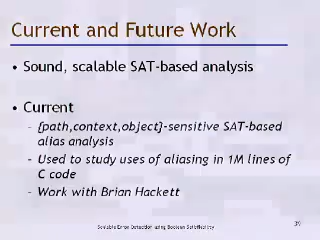 Current and Future Work
• Sound, scalable SAT-based analysis
• Current
– {path,context,object}-sensitive SAT-based
alias analysis
– Used to study uses of aliasing in 1M lines of
C code
– Work with Brian Hackett
Scalable Error Detection using Boolean Satisfiability